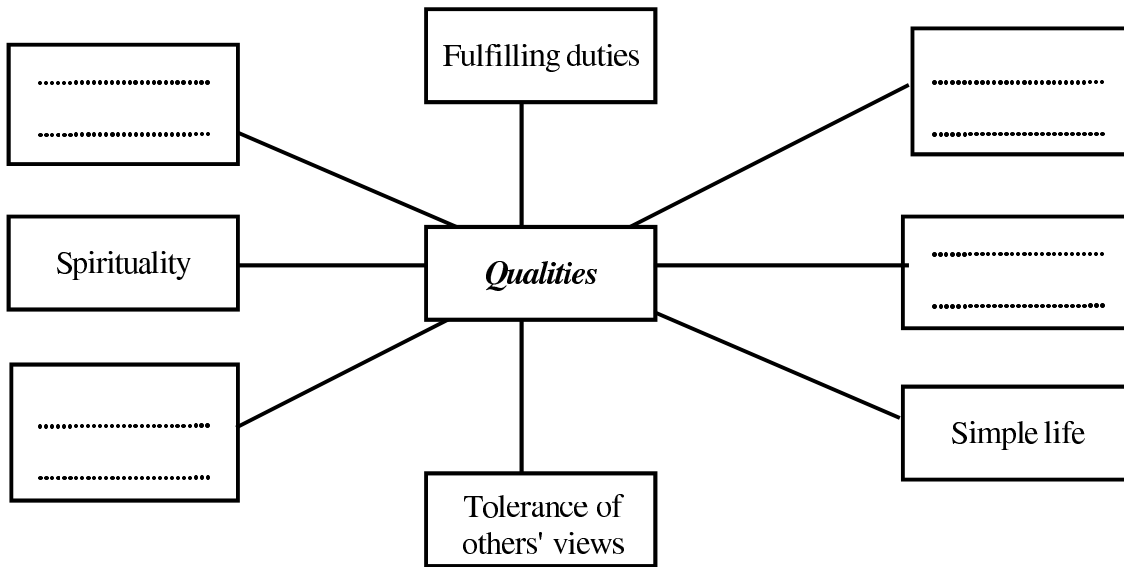 Fulfilling duties
Spirituality
Qualities
Simple life
Tolerance of
others' views